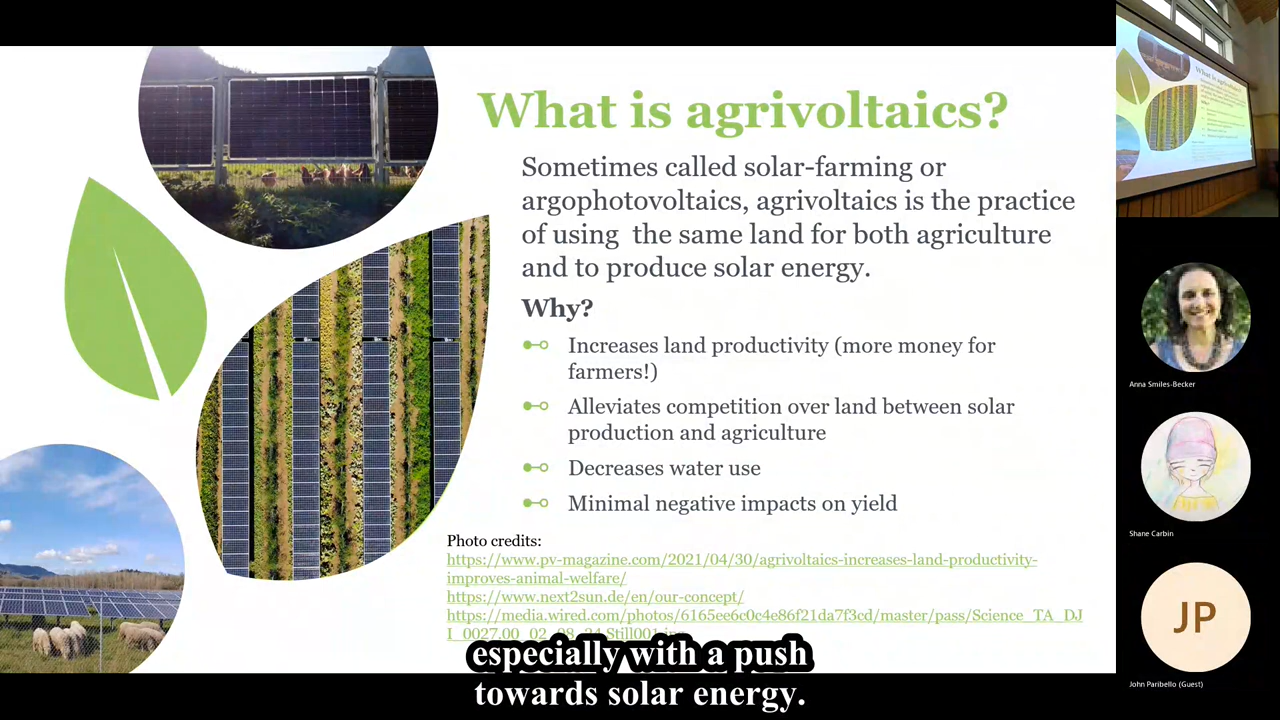 What is agrivoltaics?
Sometimes called solar-farming or
argophotovoltaics, agrivoltaics is the practice
of using the same land for both agriculture
and to produce solar energy.
Why?
Increases land productivity (more money for
farmers!)
Alleviates competition over land between solar
production and agriculture
Decreases water use
Minimal negative impacts on yield
Photo credits:
https://www.pv-magazine.com/2021/04/30/agrivoltaics-increases-land-productivity-
improves-animal-welfare/
https://www.next2sun.de/en/our-concept/
https://media.wired.com/photos/6165ee6c0c4e86f21da7f3cd/master/pass/Science_TA_DJ
especially with a push
towards solar energy.
What is agrivoltaics?
Anna Smiles-Becker
Shane Carbin
JP
John Paribello (Guest)